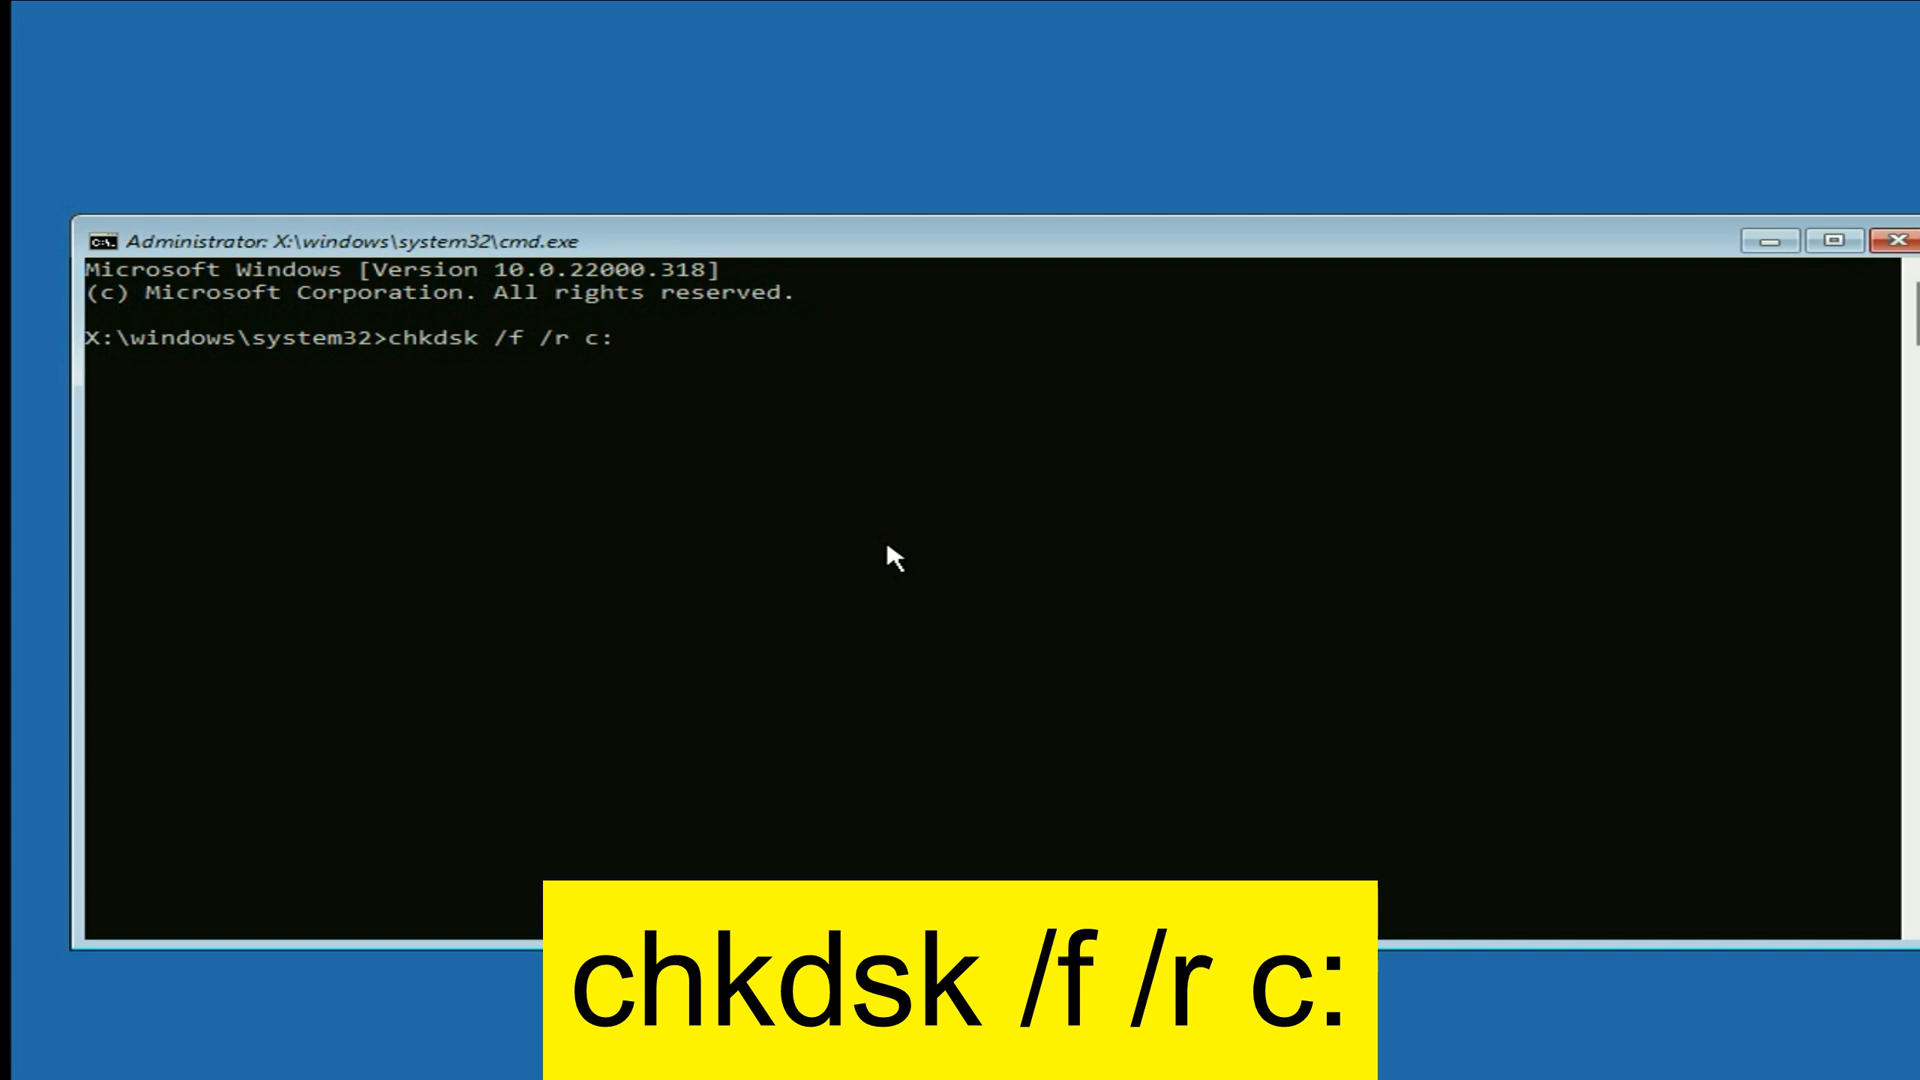 C:\. Administrator: X:\windows\system32\cmd.exe
Microsoft Windows [Version 10.0.22000.318]
(c) Microsoft Corporation. All rights reserved.
X:\windows\system32>chkdsk /f /r c:
chkdsk /f /r c: